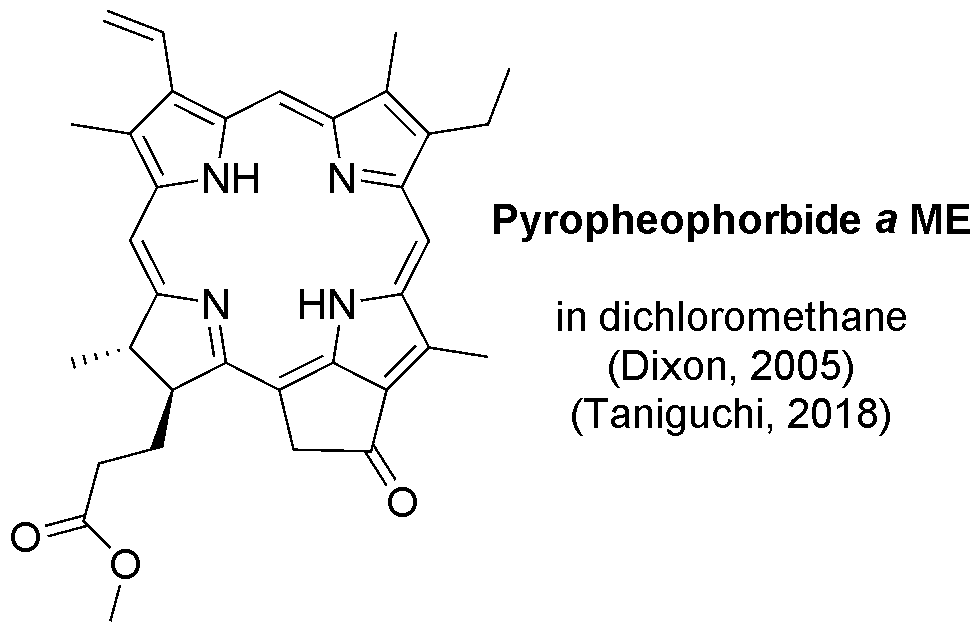 NH
N
Pyropheophorbide a ME
N
HN
in dichloromethane
(Dixon, 2005)
(Taniguchi, 2018)
O
O
O